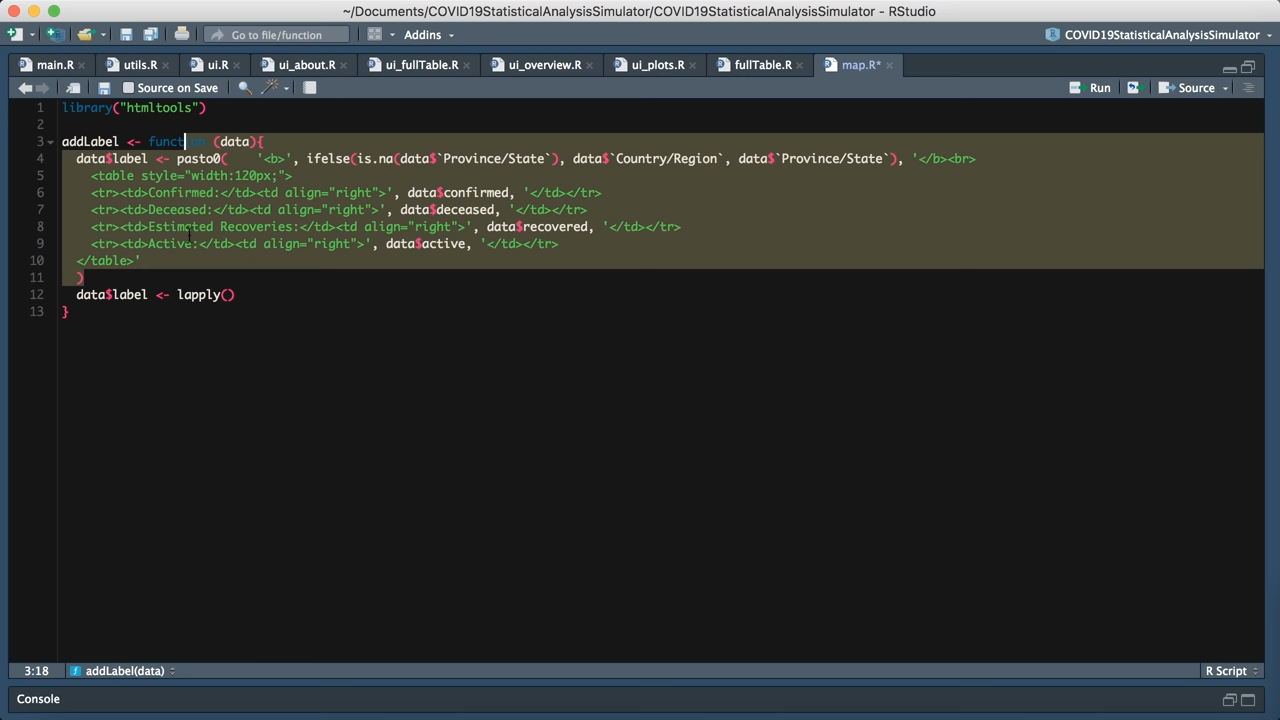 ~/Documents/COVID19StatisticalAnalysisSimulator/COVID19StatisticalAnalysisSimulator - RStudio
Go to file/function Addins COVID19StatisticalAnalysisSimulator
main.R utils.R ui.R ui_about.R ui_fullTable.R ui_overview.R ui_plots.R fullTable.R map.R*
Source on Save Run Source
1 library("htmltools")
2
3 addLabel <- function (data){
4 data$label <- pasto0( '<b>', ifelse(is.na(data$`Province/State`), data$`Country/Region`, data$`Province/State`), '</b><br>
5 <table style="width:120px;">
6 <tr><td>Confirmed:</td><td align="right">', data$confirmed, '</td></tr>
7 <tr><td>Deceased:</td><td align="right">', data$deceased, '</td></tr>
8 <tr><td>Estimated Recoveries:</td><td align="right">', data$recovered, '</td></tr>
9 <tr><td>Active:</td><td align="right">', data$active, '</td></tr>
10 </table>'
11 )
12 data$label <- lapply()
13 }
3:18 f addLabel(data) R Script
Console